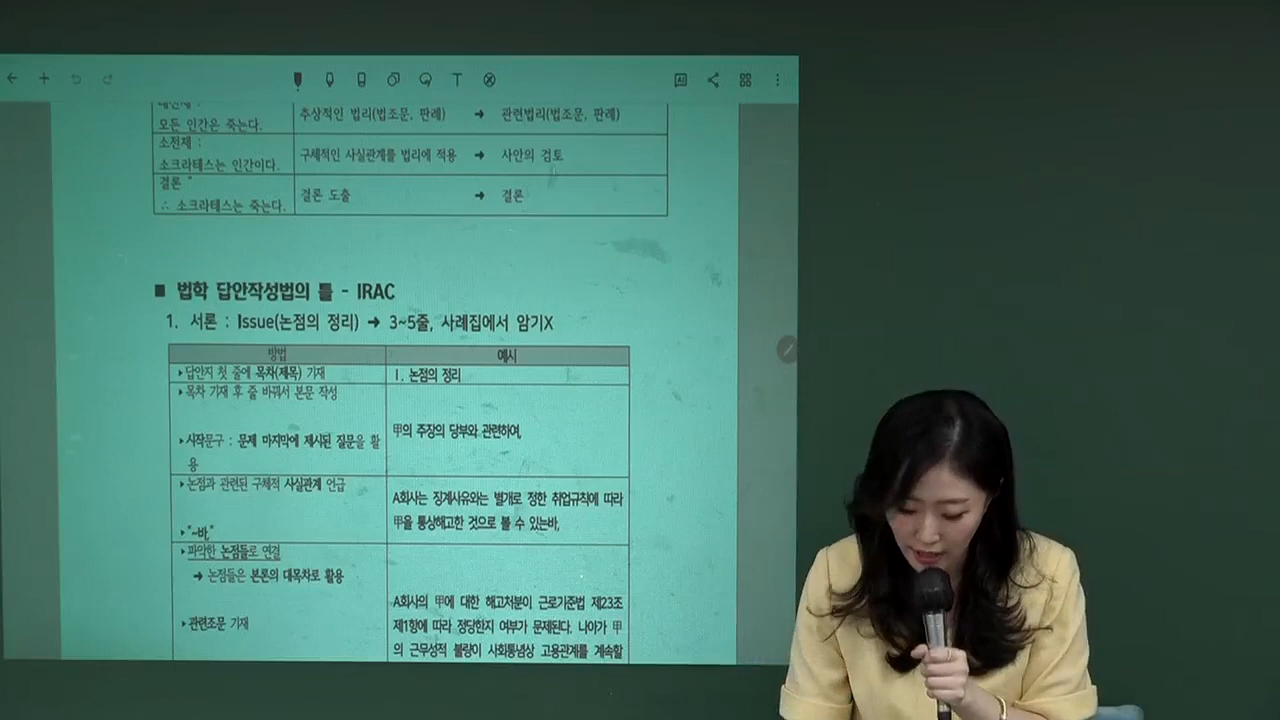 모든 인간은 죽는다.
추상적인 법리(법조문, 판례) ➜ 관련법리(법조문, 판례)
소전제 :
소크라테스는 인간이다.
구체적인 사실관계를 법리에 적용 ➜ 사안의 검토
결론
∴ 소크라테스는 죽는다.
결론 도출 ➜ 결론
■ 법학 답안작성법의 틀 - IRAC
1. 서론 : Issue(논점의 정리) ➜ 3~5줄, 사례집에서 암기X
방법
예시
▸답안지 첫 줄에 목차(제목) 기재
Ⅰ. 논점의 정리
▸목차 기재 후 줄 바꿔서 본문 작성
▸시작문구 : 문제 마지막에 제시된 질문을 활
용
甲의 주장의 당부와 관련하여,
▸논점과 관련된 구체적 사실관계 언급
▸"~바,"
A회사는 징계사유와는 별개로 정한 취업규칙에 따라
甲을 통상해고한 것으로 볼 수 있는바,
▸파악한 논점들로 연결
➜ 논점들은 본론의 대목차로 활용
▸관련조문 기재
A회사의 甲에 대한 해고처분이 근로기준법 제23조
제1항에 따라 정당한지 여부가 문제된다. 나아가 甲
의 근무성적 불량이 사회통념상 고용관계를 계속할